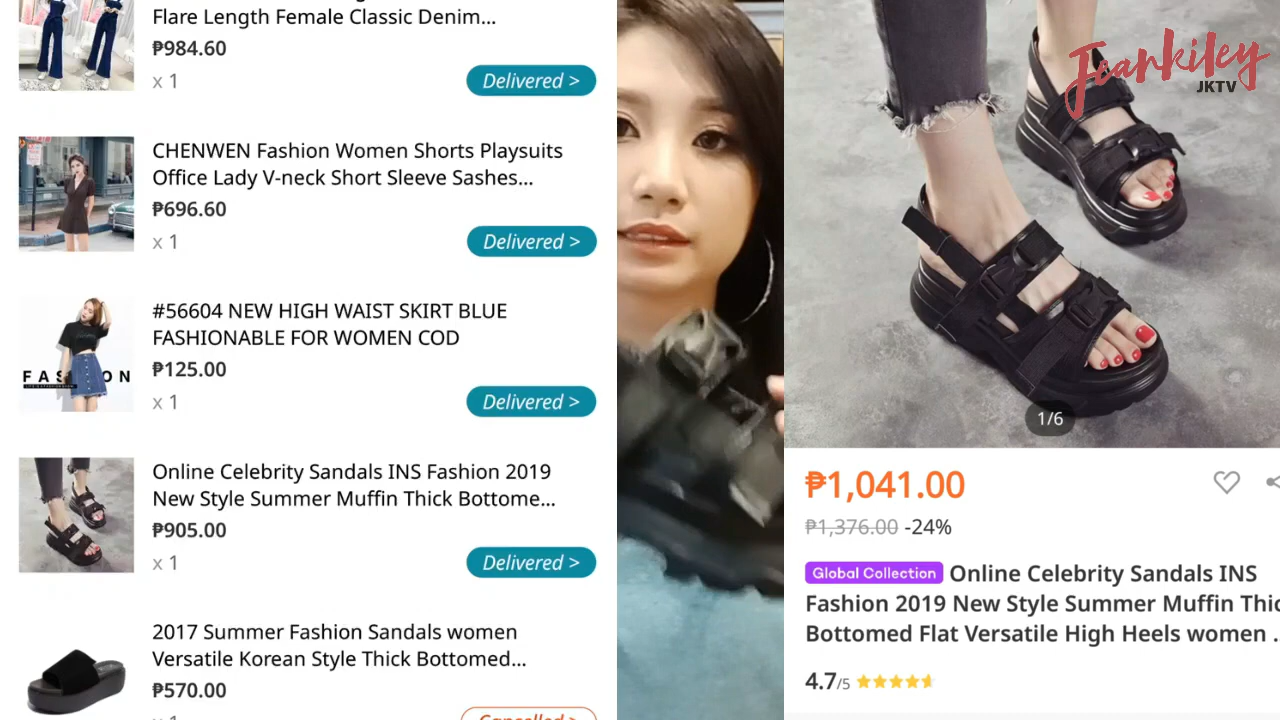 Flare Length Female Classic Denim...
₱984.60
x 1
Delivered >
CHENWEN Fashion Women Shorts Playsuits
Office Lady V-neck Short Sleeve Sashes...
₱696.60
x 1
Delivered >
#56604 NEW HIGH WAIST SKIRT BLUE
FASHIONABLE FOR WOMEN COD
₱125.00
x 1
Delivered >
FAS ON
Online Celebrity Sandals INS Fashion 2019
New Style Summer Muffin Thick Bottome...
₱905.00
x 1
Delivered >
2017 Summer Fashion Sandals women
Versatile Korean Style Thick Bottomed...
₱570.00
x 1
Cancelled >
Jeankiley
JKTV
1/6
₱1,041.00
₱1,376.00 -24%
Global Collection Online Celebrity Sandals INS
Fashion 2019 New Style Summer Muffin Thic
Bottomed Flat Versatile High Heels women .
4.7/5